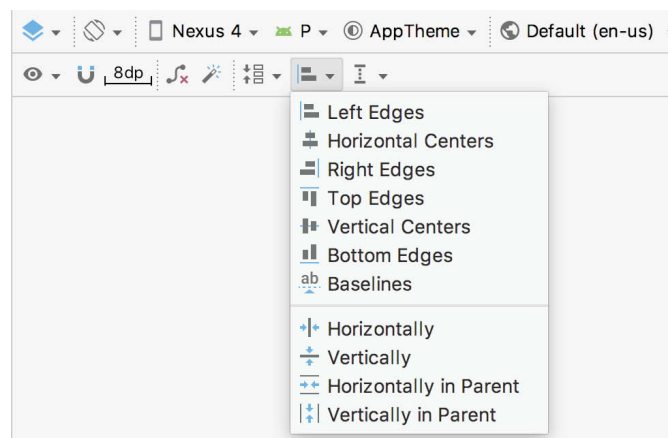 Nexus 4 P AppTheme Default (en-us)
8dp
Left Edges
Horizontal Centers
Right Edges
Top Edges
Vertical Centers
Bottom Edges
ab Baselines
Horizontally
Vertically
Horizontally in Parent
Vertically in Parent